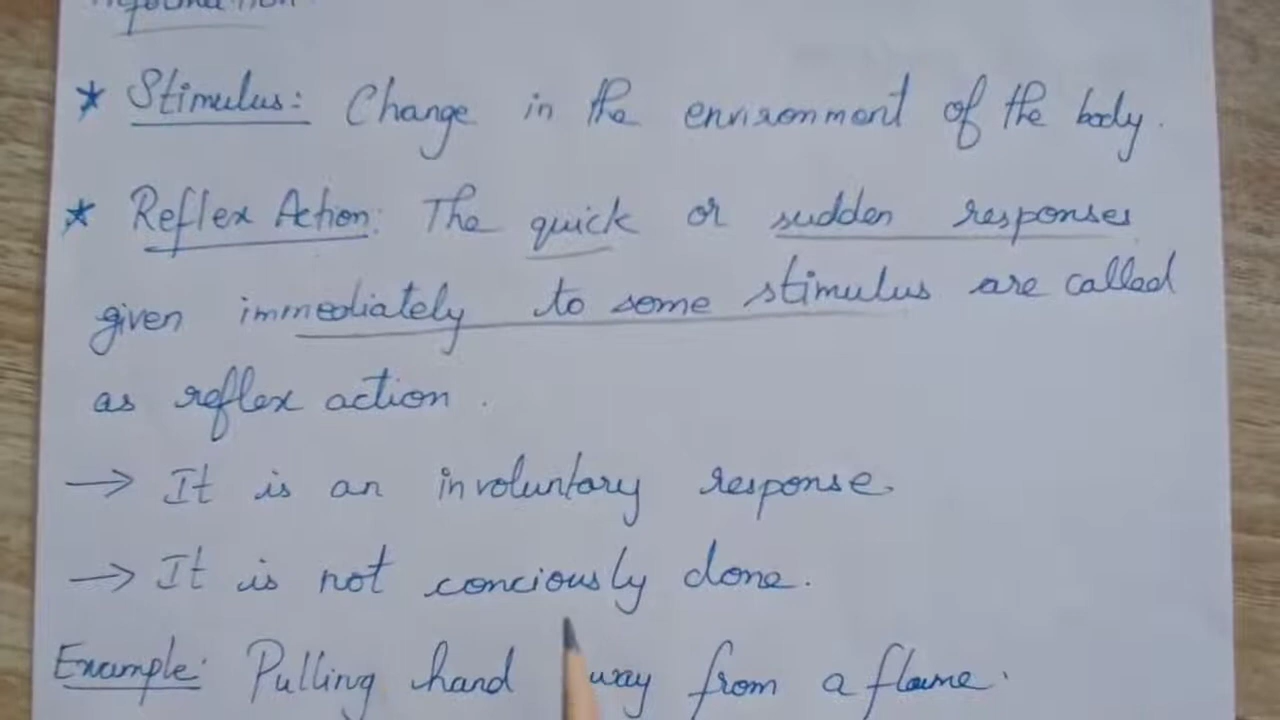 ★ Stimulus: Change in the environment of the body.
★ Reflex Action: The quick or sudden responses
given immediately to some stimulus are called
as reflex action.
→ It is an involuntary response.
→ It is not conciously done.
Example: Pulling hand away from a flame.